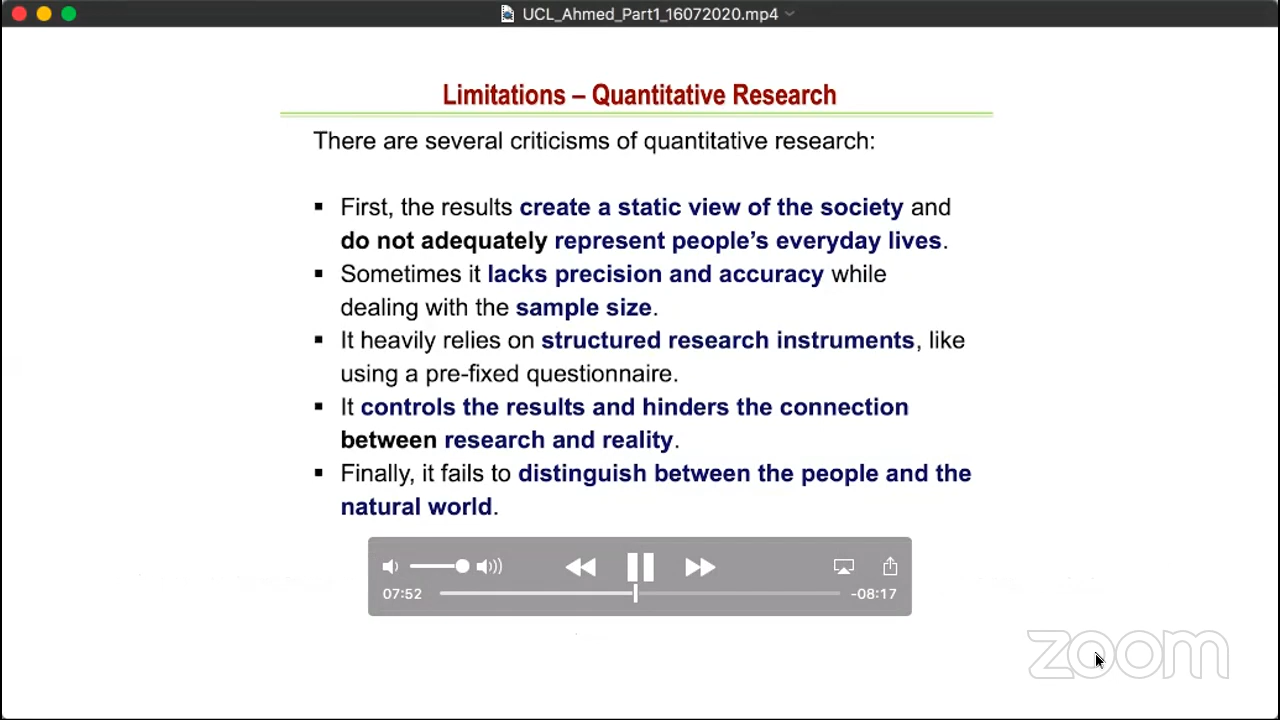 UCL_Ahmed_Part1_16072020.mp4
Limitations – Quantitative Research
There are several criticisms of quantitative research:
▪ First, the results create a static view of the society and
do not adequately represent people’s everyday lives.
▪ Sometimes it lacks precision and accuracy while
dealing with the sample size.
▪ It heavily relies on structured research instruments, like
using a pre-fixed questionnaire.
▪ It controls the results and hinders the connection
between research and reality.
▪ Finally, it fails to distinguish between the people and the
natural world.
07:52 -08:17
zoom